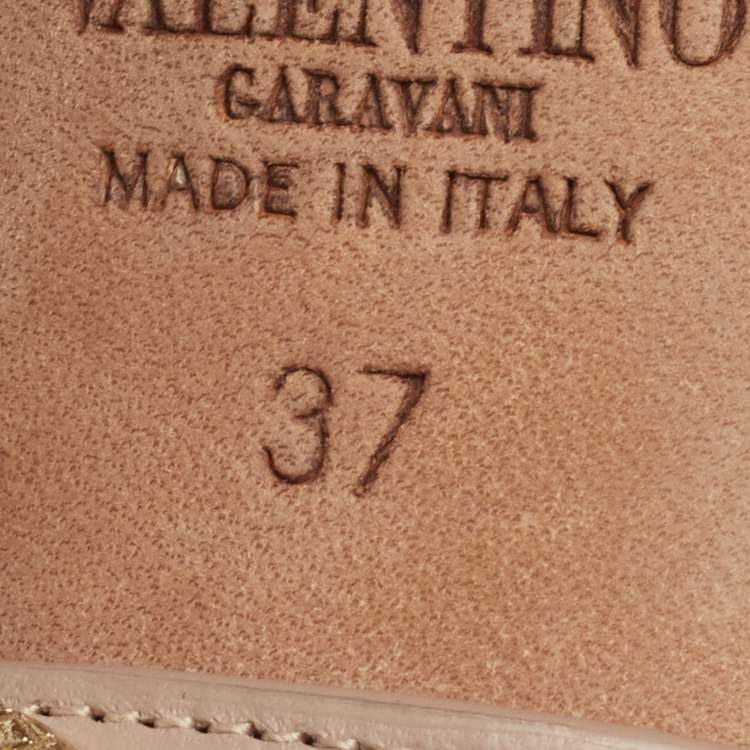 VALENTINO
GARAVANI
MADE IN ITALY
37